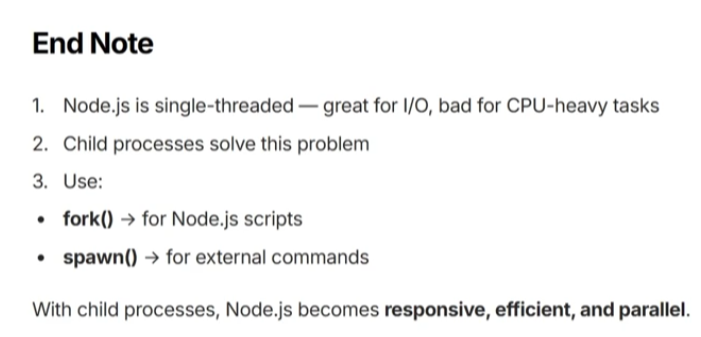 End Note
1. Node.js is single-threaded — great for I/O, bad for CPU-heavy tasks
2. Child processes solve this problem
3. Use:
• fork() → for Node.js scripts
• spawn() → for external commands
With child processes, Node.js becomes responsive, efficient, and parallel.